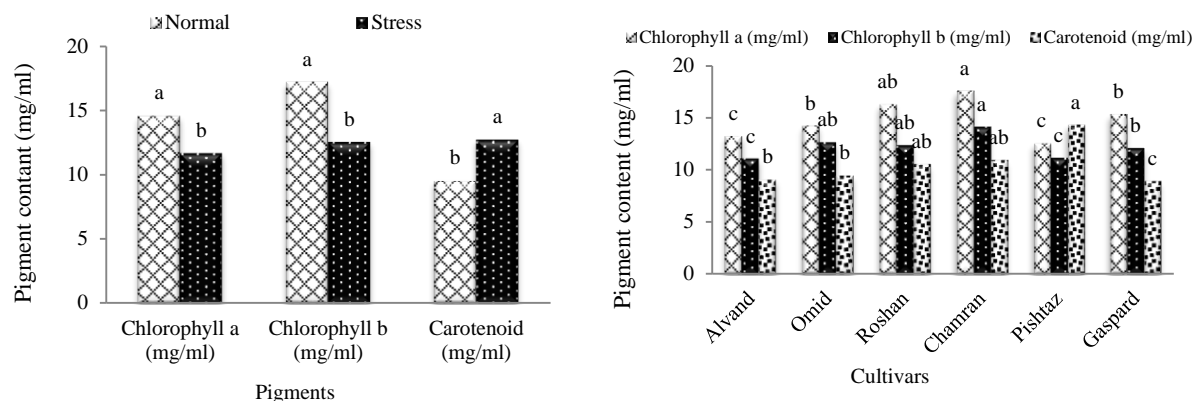 Normal Stress
Pigment contant (mg/ml)
20
15
10
5
0
a
b
a
b
b
a
Chlorophyll a
(mg/ml)
Chlorophyll b
(mg/ml)
Carotenoid
(mg/ml)
Pigments
Chlorophyll a (mg/ml) Chlorophyll b (mg/ml) Carotenoid (mg/ml)
Pigment content (mg/ml)
20
15
10
5
0
c c b
b ab b
ab ab ab
a a ab
c c a
b b c
Alvand
Omid
Roshan
Chamran
Pishtaz
Gaspard
Cultivars